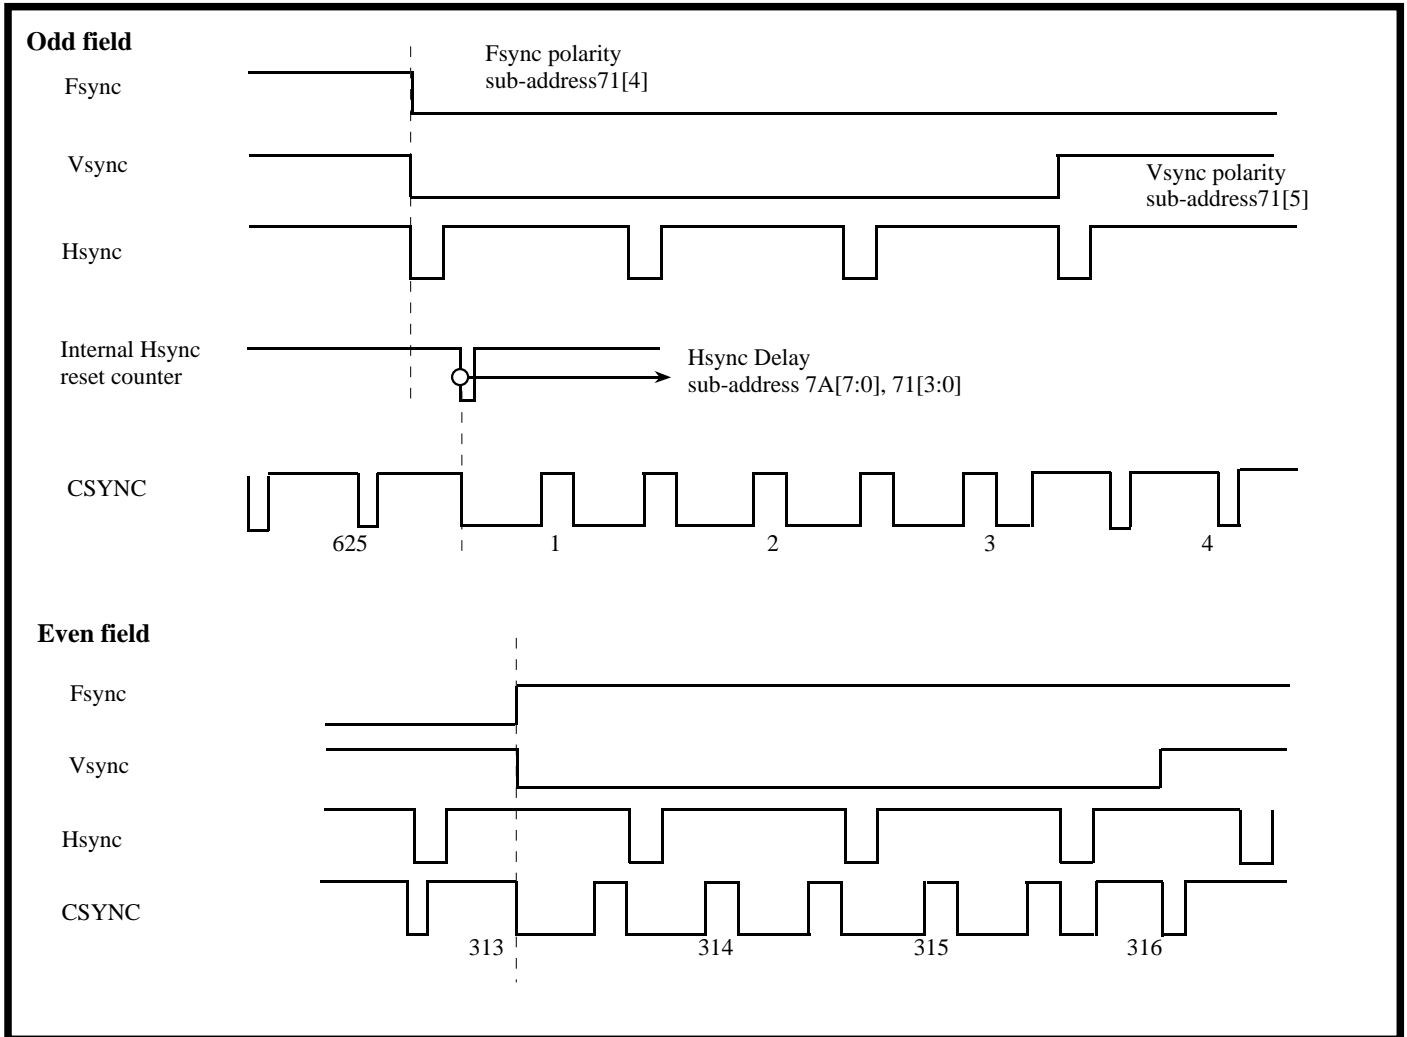 Odd field
Fsync
Fsync polarity
sub-address71[4]
Vsync
Vsync polarity
sub-address71[5]
Hsync
Internal Hsync
reset counter
Hsync Delay
sub-address 7A[7:0], 71[3:0]
CSYNC
625 1 2 3 4
Even field
Fsync
Vsync
Hsync
CSYNC
313 314 315 316